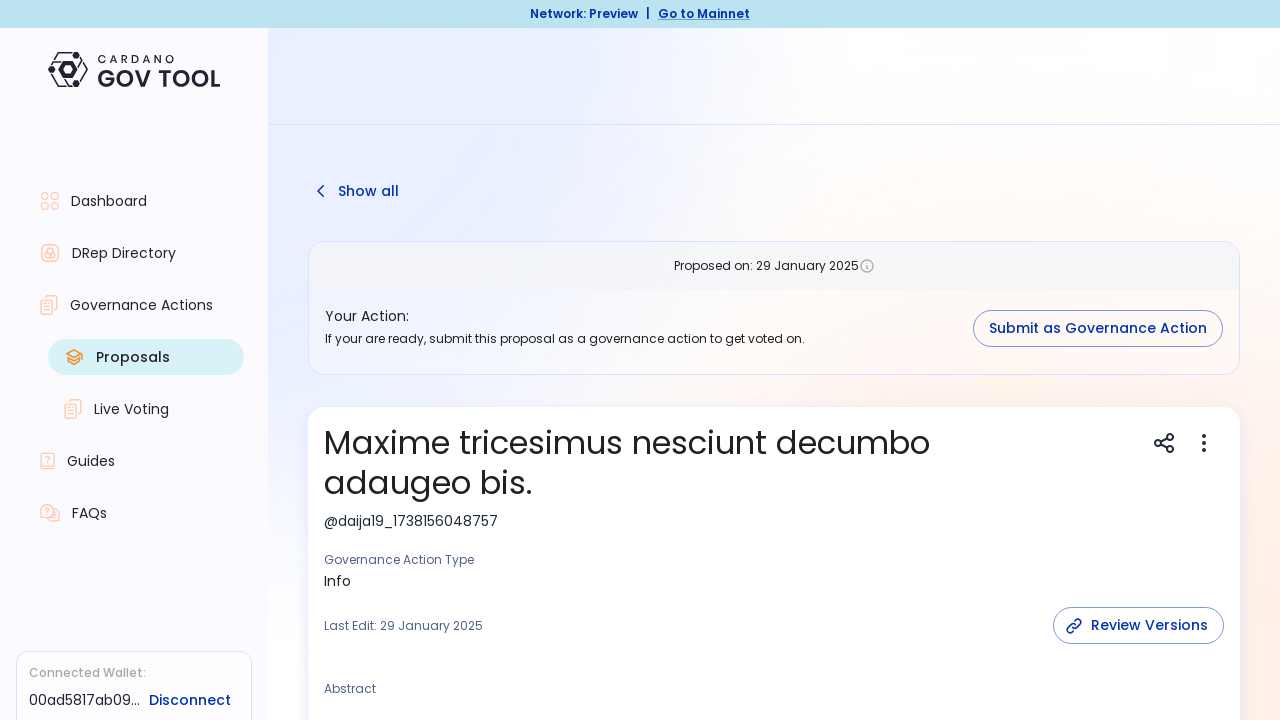 Network: Preview | Go to Mainnet
CARDANO
GOV TOOL
Dashboard
DRep Directory
Governance Actions
Proposals
Live Voting
Guides
FAQs
Connected Wallet:
00ad5817ab09... Disconnect
Show all
Proposed on: 29 January 2025
Your Action:
If your are ready, submit this proposal as a governance action to get voted on.
Submit as Governance Action
Maxime tricesimus nesciunt decumbo
adaugeo bis.
@daija19_1738156048757
Governance Action Type
Info
Last Edit: 29 January 2025
Review Versions
Abstract